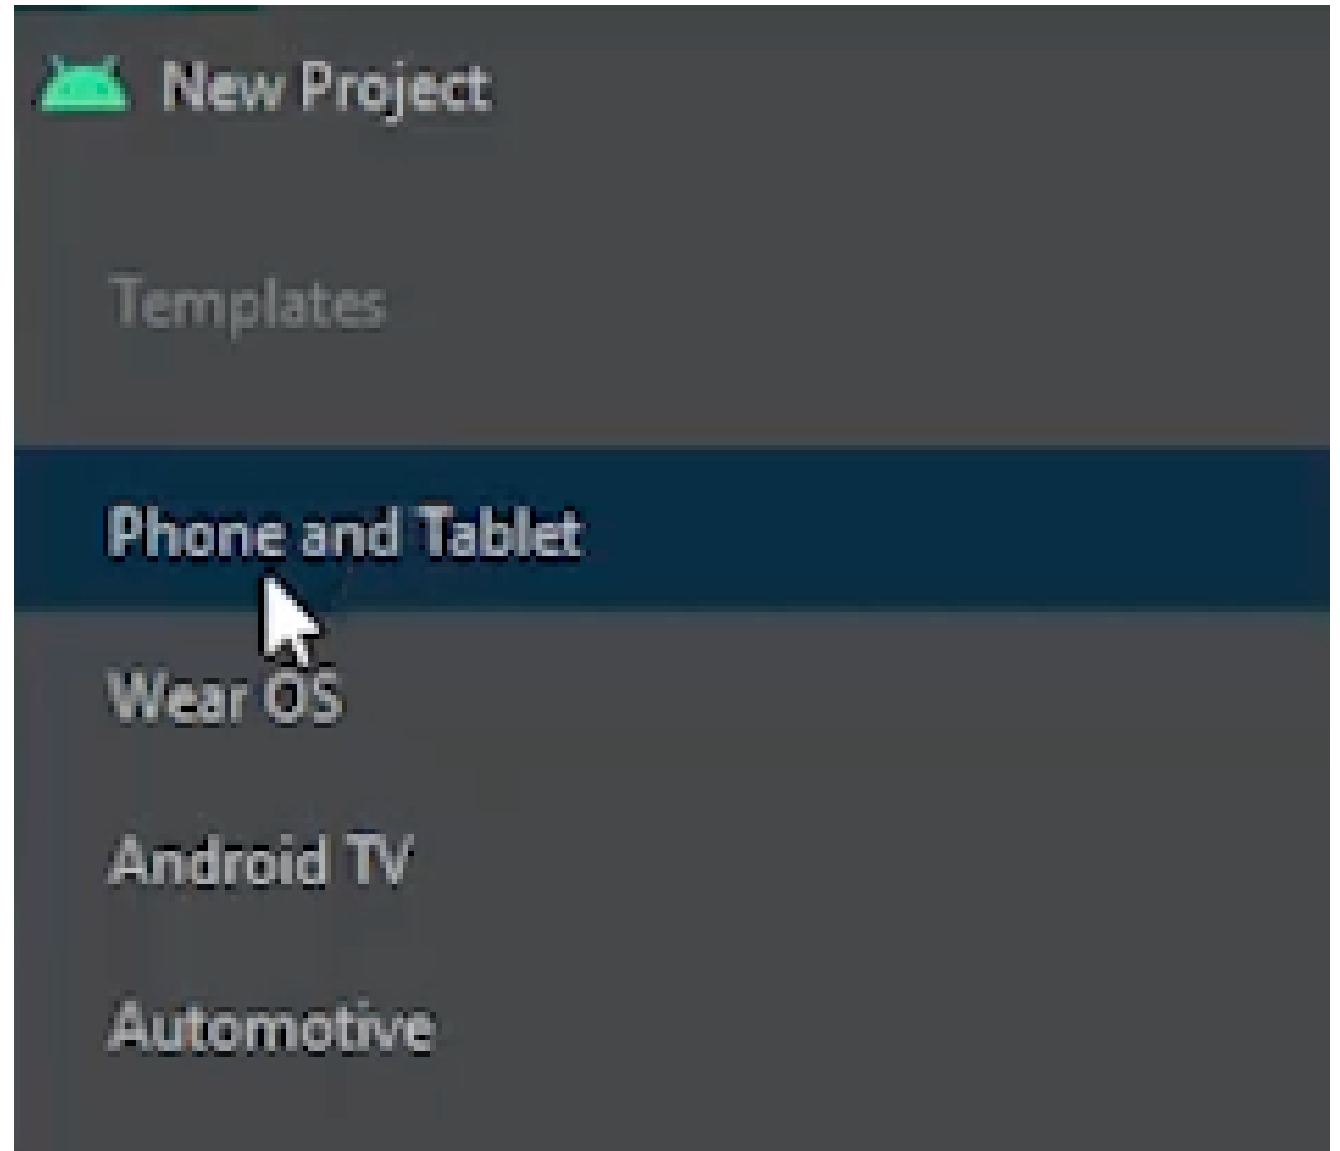 New Project
Templates
Phone and Tablet
Wear OS
Android TV
Automotive